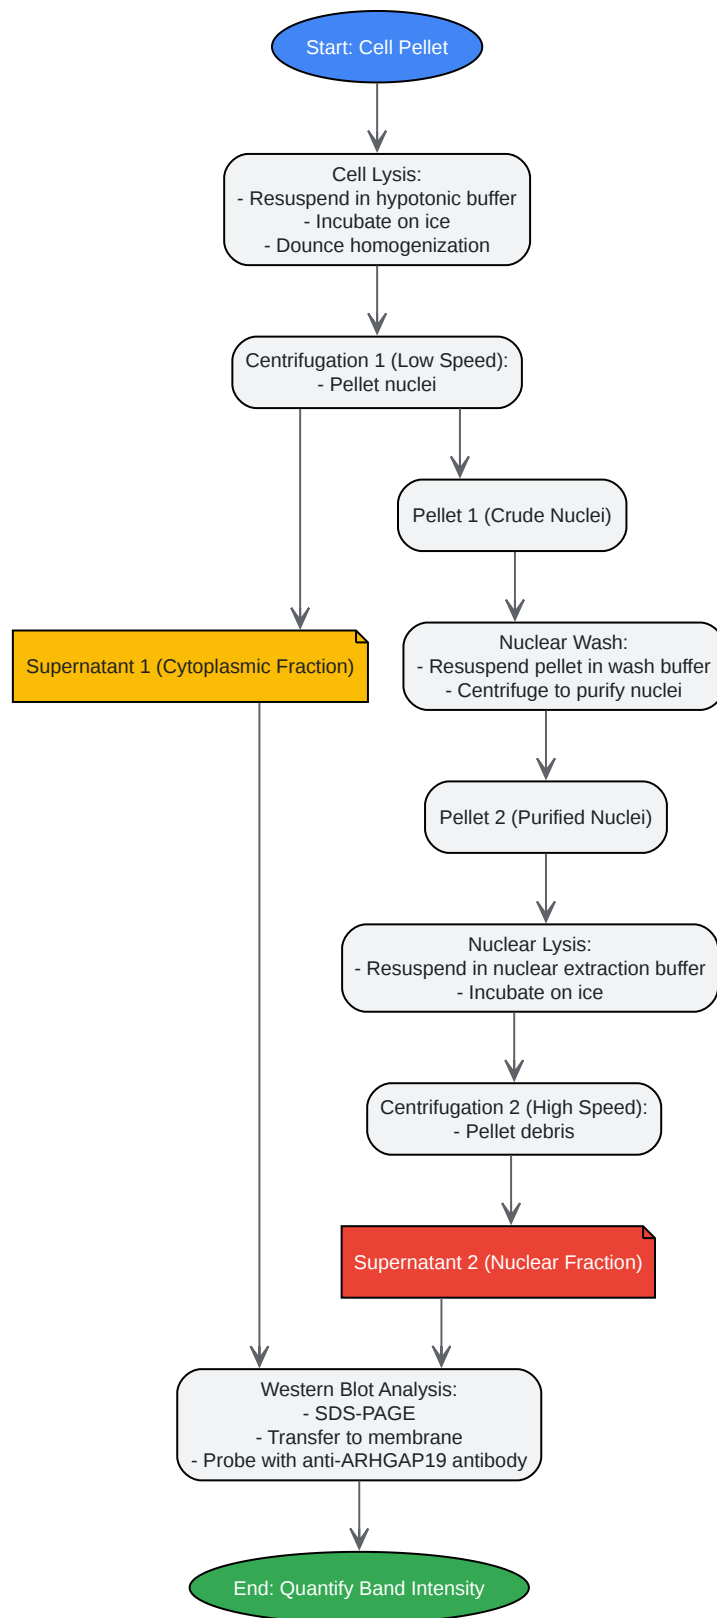 Start: Cell Pellet
Cell Lysis:
- Resuspend in hypotonic buffer
- Incubate on ice
- Dounce homogenization
Centrifugation 1 (Low Speed):
- Pellet nuclei
Pellet 1 (Crude Nuclei)
Supernatant 1 (Cytoplasmic Fraction)
Nuclear Wash:
- Resuspend pellet in wash buffer
- Centrifuge to purify nuclei
Pellet 2 (Purified Nuclei)
Nuclear Lysis:
- Resuspend in nuclear extraction buffer
- Incubate on ice
Centrifugation 2 (High Speed):
- Pellet debris
Supernatant 2 (Nuclear Fraction)
Western Blot Analysis:
- SDS-PAGE
- Transfer to membrane
- Probe with anti-ARHGAP19 antibody
End: Quantify Band Intensity